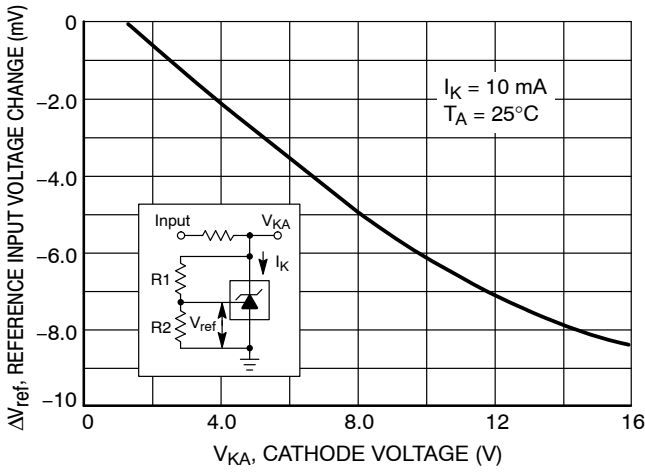 ΔVref, REFERENCE INPUT VOLTAGE CHANGE (mV)
0
−2.0
−4.0
−6.0
−8.0
−10
IK = 10 mA
TA = 25°C
Input
VKA
IK
R1
R2
Vref
0
4.0
8.0
12
16
VKA, CATHODE VOLTAGE (V)